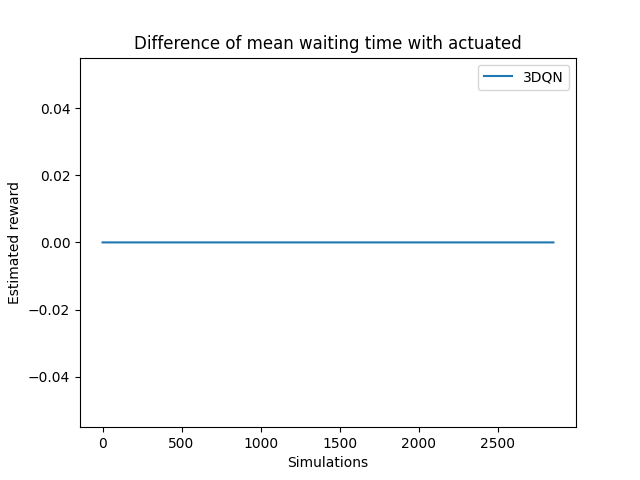 Difference of mean waiting time with actuated
3DQN
Estimated reward
0.04
0.02
0.00
−0.02
−0.04
0 500 1000 1500 2000 2500
Simulations